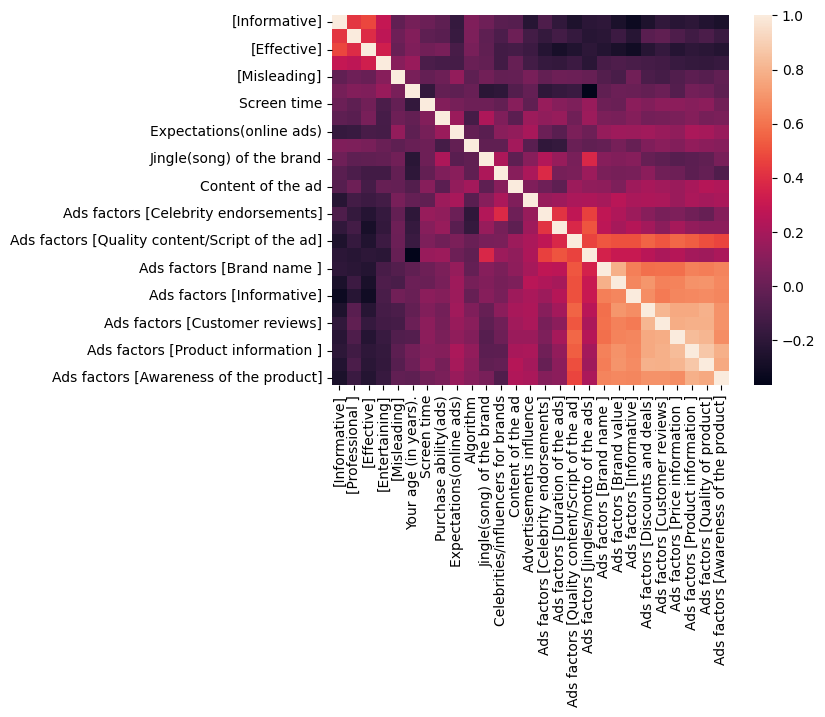 [Informative]
[Effective]
[Misleading]
Screen time
Expectations(online ads)
Jingle(song) of the brand
Content of the ad
Ads factors [Celebrity endorsements]
Ads factors [Quality content/Script of the ad]
Ads factors [Brand name ]
Ads factors [Informative]
Ads factors [Customer reviews]
Ads factors [Product information ]
Ads factors [Awareness of the product]
[Informative]
[Professional ]
[Effective]
[Entertaining]
[Misleading]
Your age (in years).
Screen time
Purchase ability(ads)
Expectations(online ads)
Algorithm
Jingle(song) of the brand
Celebrities/influencers for brands
Content of the ad
Advertisements influence
Ads factors [Celebrity endorsements]
Ads factors [Duration of the ads]
Ads factors [Quality content/Script of the ad]
Ads factors [Jingles/motto of the ads]
Ads factors [Brand name ]
Ads factors [Brand value]
Ads factors [Informative]
Ads factors [Discounts and deals]
Ads factors [Customer reviews]
Ads factors [Price information ]
Ads factors [Product information ]
Ads factors [Quality of product]
Ads factors [Awareness of the product]
1.0
0.8
0.6
0.4
0.2
0.0
−0.2